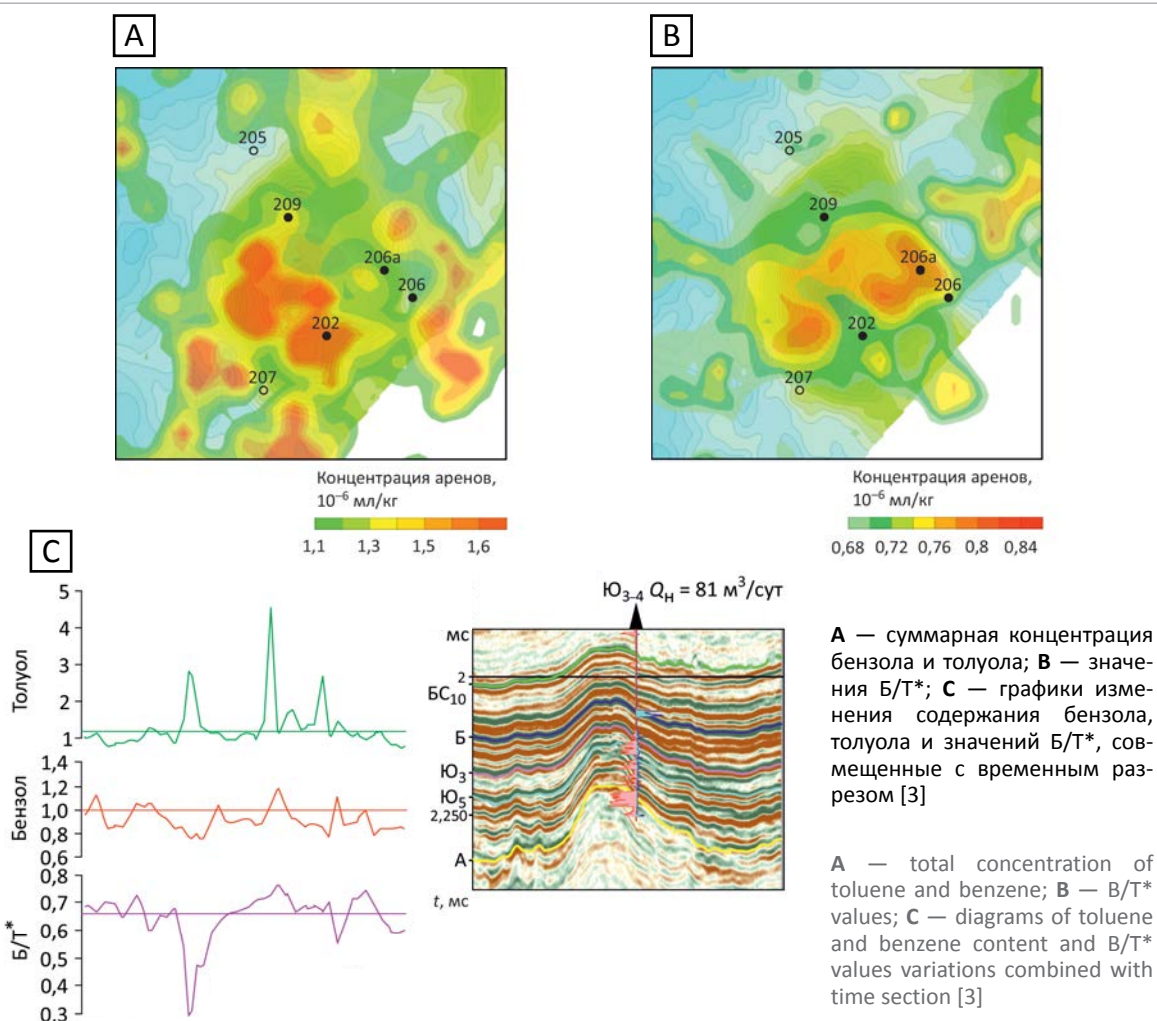 A
205
209
206а
206
202
207
Концентрация аренов,
10⁻⁶ мл/кг
1,1 1,3 1,5 1,6
B
205
209
206а
206
202
207
Концентрация аренов,
10⁻⁶ мл/кг
0,68 0,72 0,76 0,8 0,84
C
Толуол
5
4
3
2
1
Бензол
1,4
1,2
1,0
0,8
0,6
Б/Т*
0,8
0,7
0,6
0,5
0,4
0,3
Ю₃₋₄ Qн = 81 м³/сут
мс
2
БС₁₀
Б
Ю₃
Ю₅
2,250
А
t, мс
A — суммарная концентрация
бензола и толуола; B — значе-
ния Б/Т*; C — графики изме-
нения содержания бензола,
толуола и значений Б/Т*, сов-
мещенные с временным раз-
резом [3]
A — total concentration of
toluene and benzene; B — B/T*
values; C — diagrams of toluene
and benzene content and B/T*
values variations combined with
time section [3]